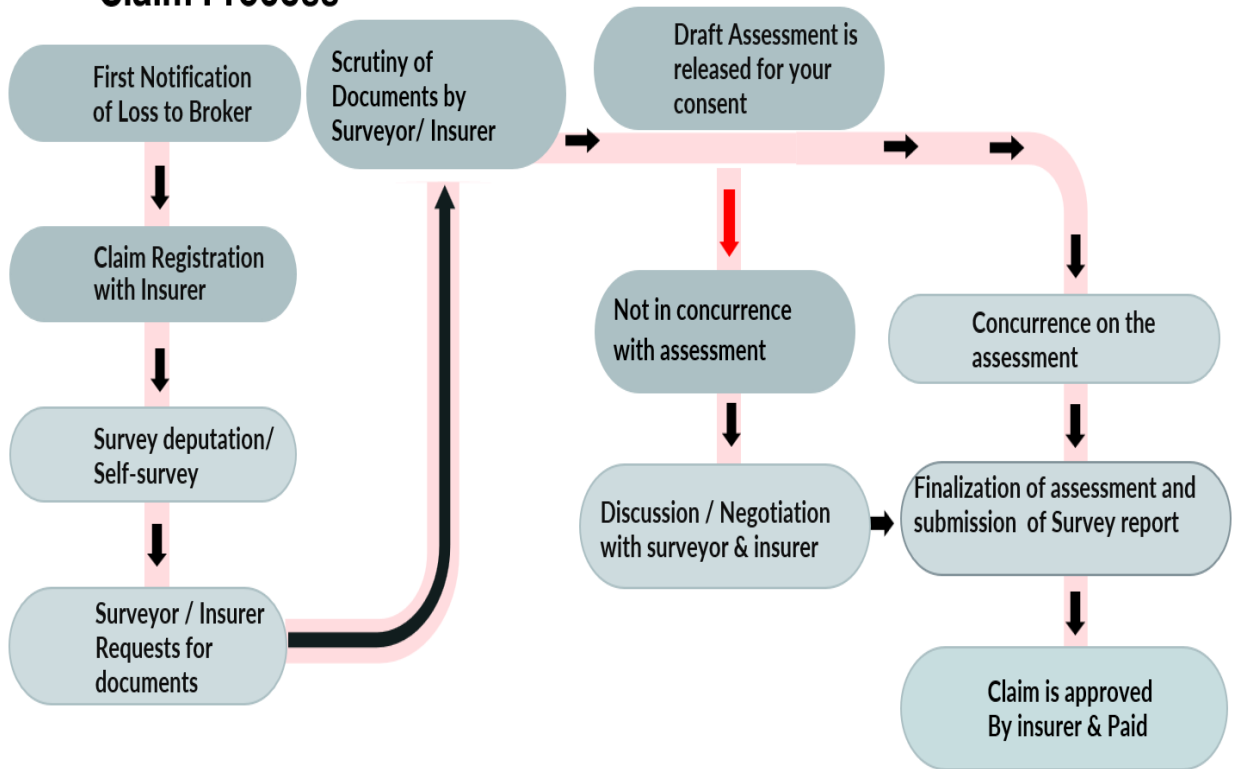 Claim Process
First Notification
of Loss to Broker
Claim Registration
with Insurer
Survey deputation/
Self-survey
Surveyor / Insurer
Requests for
documents
Scrutiny of
Documents by
Surveyor/ Insurer
Draft Assessment is
released for your
consent
Not in concurrence
with assessment
Discussion / Negotiation
with surveyor & insurer
Concurrence on the
assessment
Finalization of assessment and
submission of Survey report
Claim is approved
By insurer & Paid